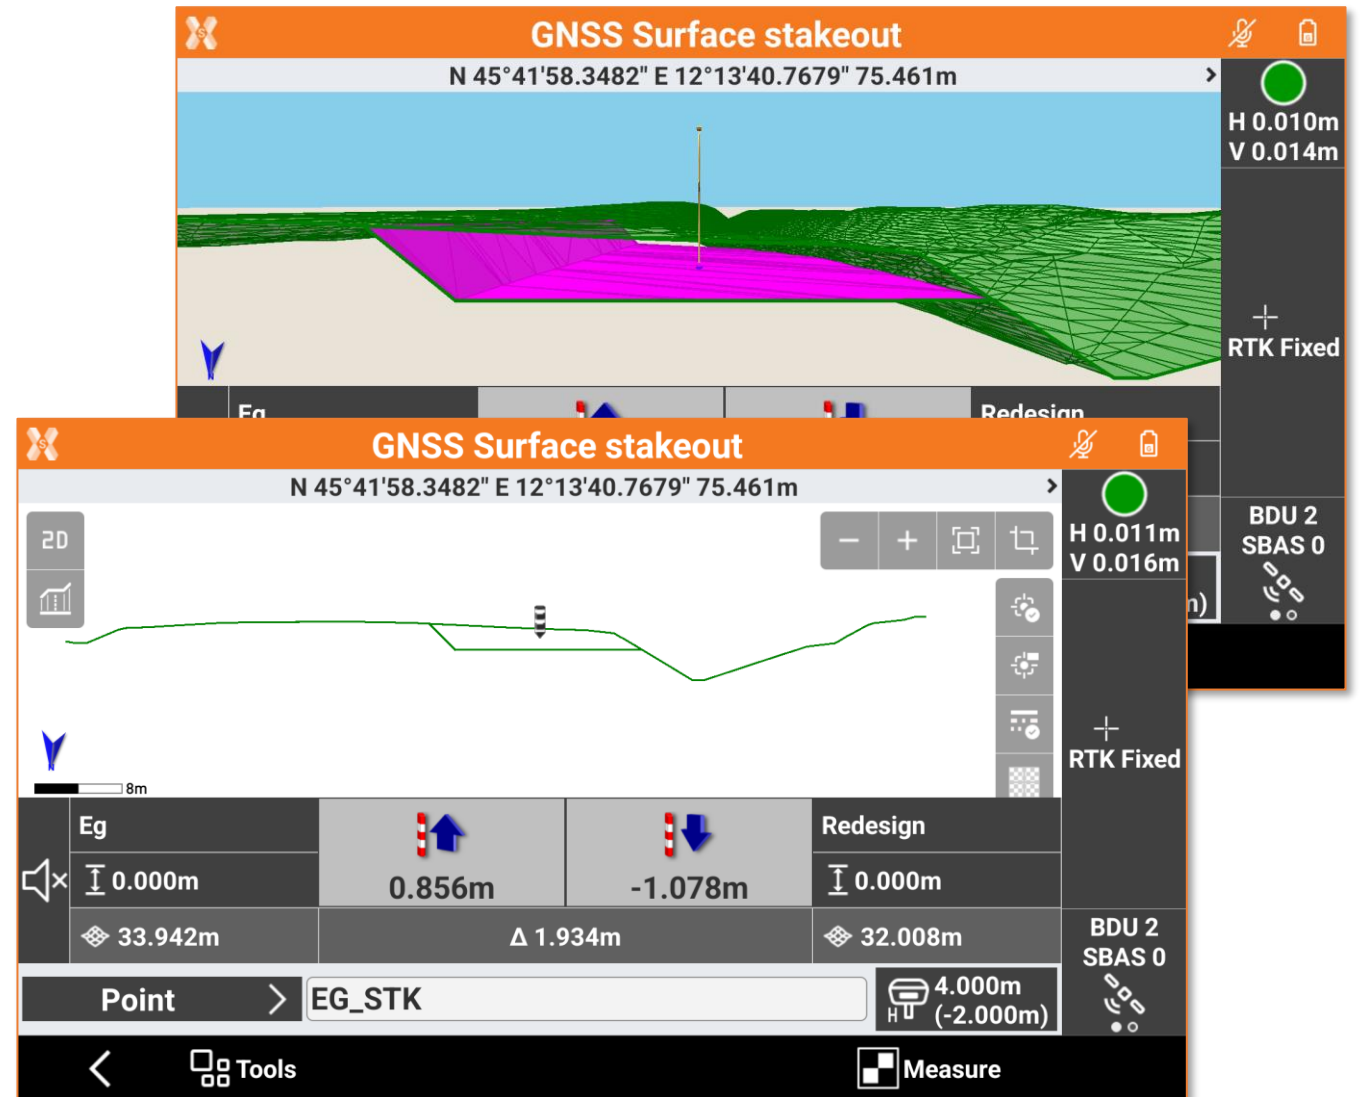 GNSS Surface stakeout
N 45°41'58.3482" E 12°13'40.7679" 75.461m
H 0.010m
V 0.014m
RTK Fixed
BDU 2
SBAS 0
Redesign
GNSS Surface stakeout
N 45°41'58.3482" E 12°13'40.7679" 75.461m
2D
H 0.011m
V 0.016m
8m
RTK Fixed
Eg
Redesign
0.000m
0.856m
-1.078m
0.000m
33.942m
Δ 1.934m
32.008m
BDU 2
SBAS 0
Point
EG_STK
H
4.000m
(-2.000m)
Tools
Measure